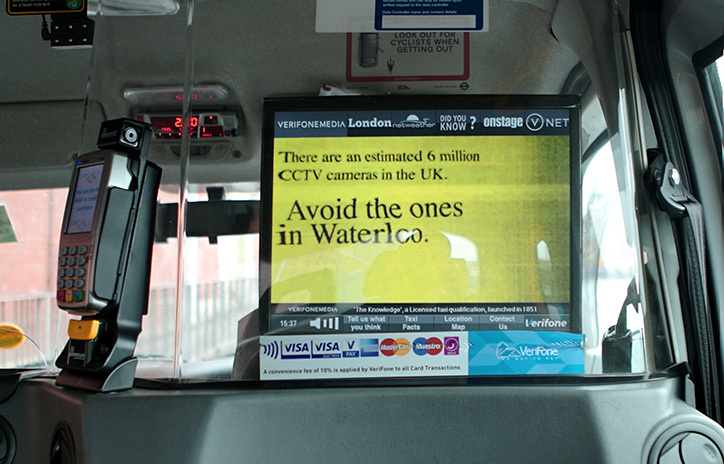 LOOK OUT FOR
CYCLISTS WHEN
GETTING OUT
VERIFONEMEDIA London netweather DID YOU KNOW? onstage V NET
There are an estimated 6 million
CCTV cameras in the UK.
Avoid the ones
in Waterloo.
VERIFONEMEDIA 'The Knowledge', a Licensed taxi qualification, launched in 1851
15:37 Tell us what you think Taxi Facts Location Map Contact Us Verifone
VISA VISA V PAY MasterCard Maestro VeriFone
A convenience fee of 10% is applied by VeriFone to all Card Transactions